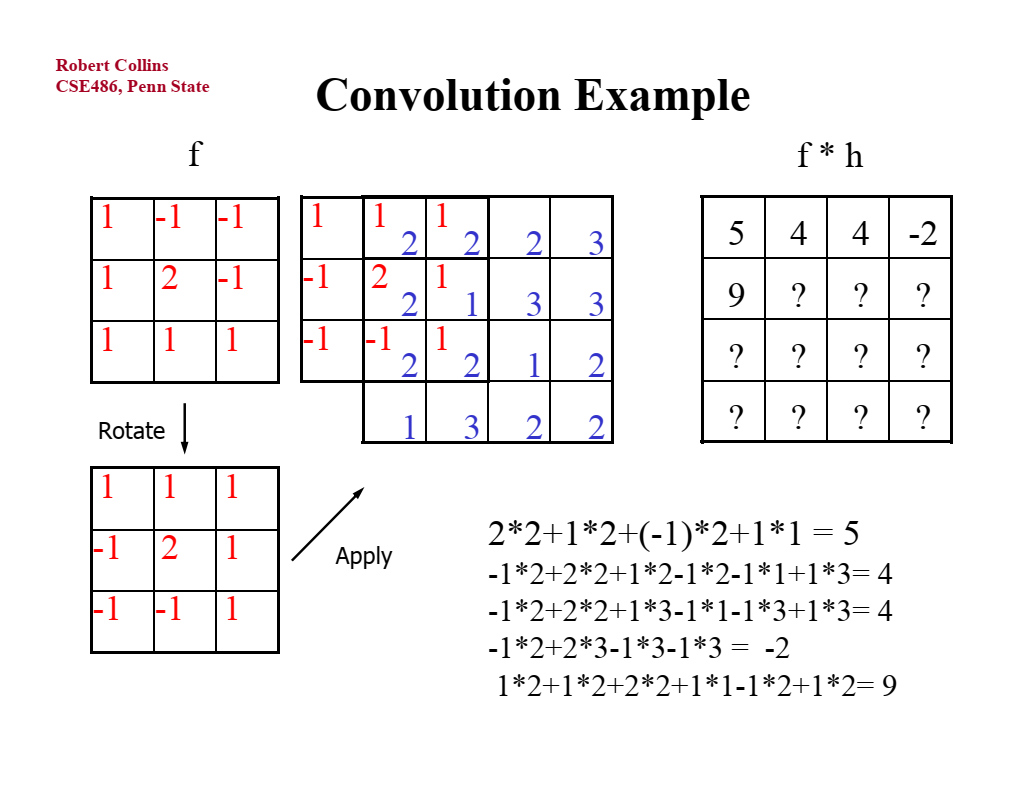 Robert Collins
CSE486, Penn State
Convolution Example
f
f * h
1 -1 -1
1 2 -1
1 1 1
1 1 1
2 2 2 3
-1 2 1
2 1 3 3
-1 -1 1
2 2 1 2
1 3 2 2
5 4 4 -2
9 ? ? ?
? ? ? ?
? ? ? ?
Rotate
1 1 1
-1 2 1
-1 -1 1
Apply
2*2+1*2+(-1)*2+1*1 = 5
-1*2+2*2+1*2-1*2-1*1+1*3= 4
-1*2+2*2+1*3-1*1-1*3+1*3= 4
-1*2+2*3-1*3-1*3 = -2
1*2+1*2+2*2+1*1-1*2+1*2= 9